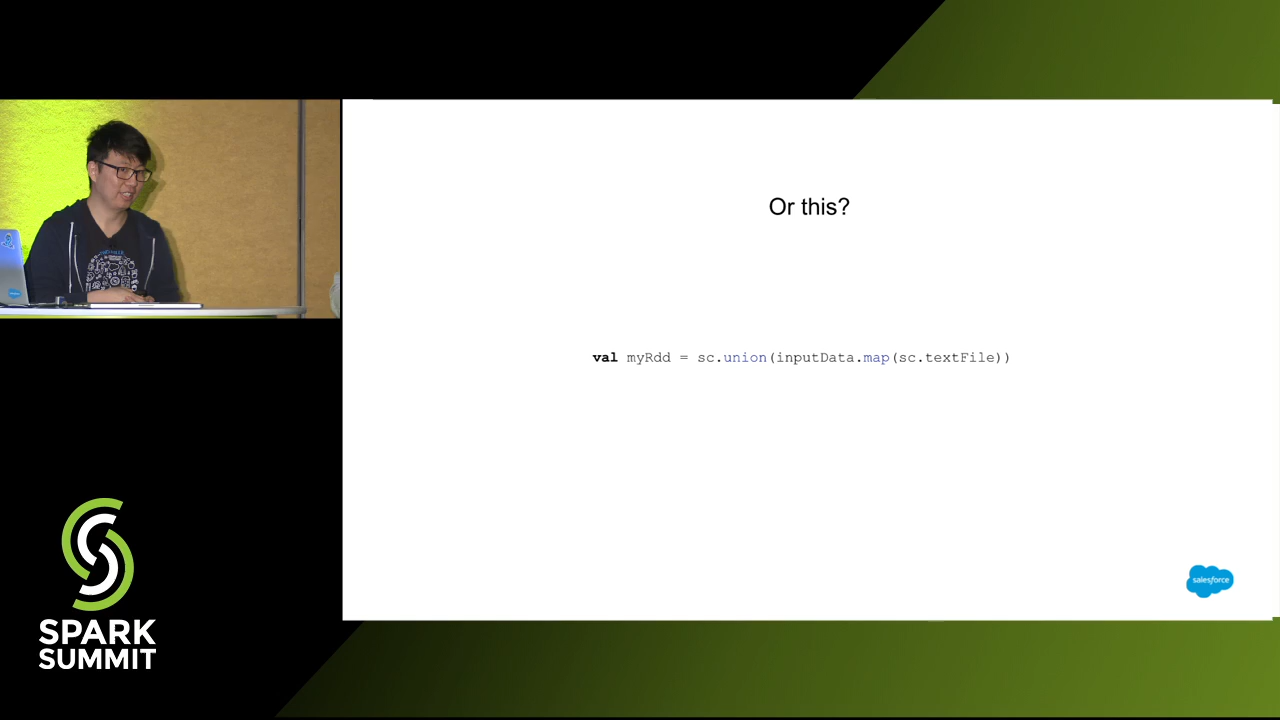 Or this?
val myRdd = sc.union(inputData.map(sc.textFile))
salesforce
SPARK
SUMMIT